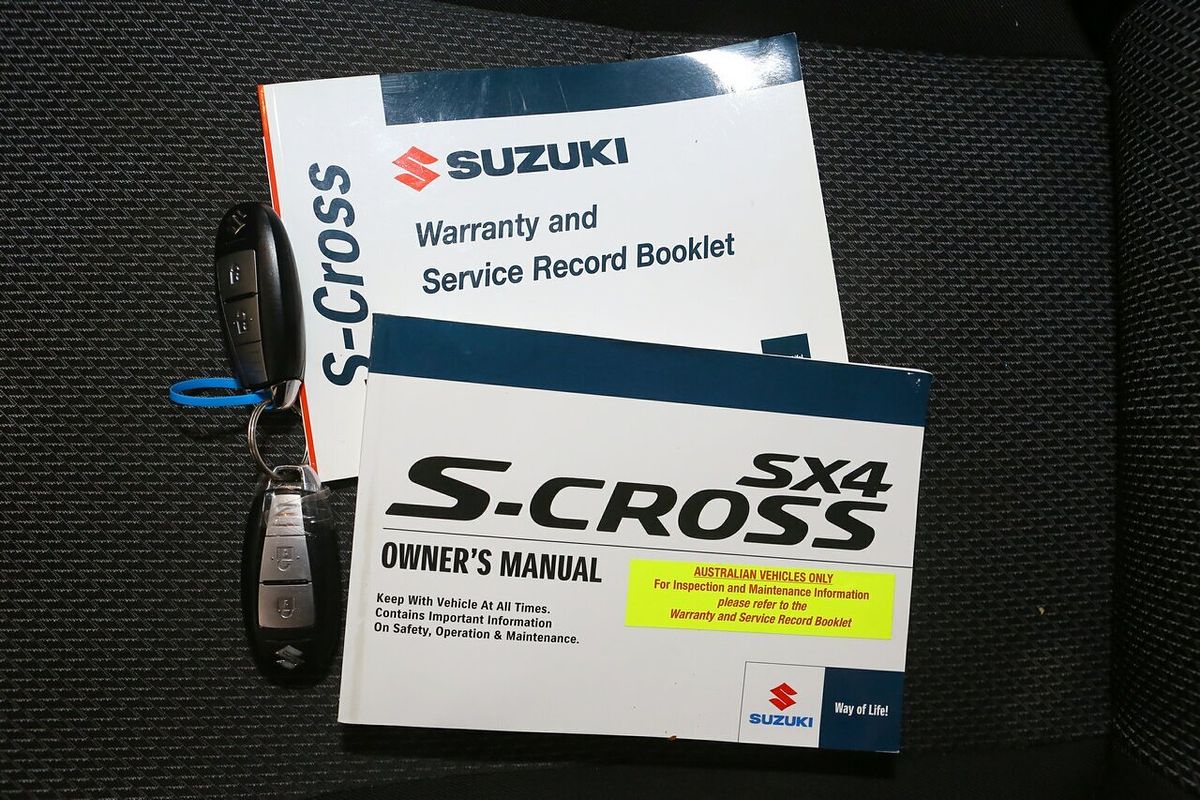 SUZUKI
Warranty and
Service Record Booklet
S-Cross
SX4
S-CROSS
OWNER'S MANUAL
Keep With Vehicle At All Times.
Contains Important Information
On Safety, Operation & Maintenance.
AUSTRALIAN VEHICLES ONLY
For Inspection and Maintenance Information
please refer to the
Warranty and Service Record Booklet
SUZUKI
Way of Life!